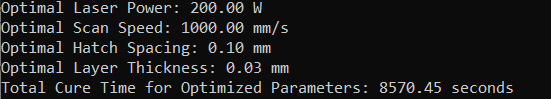 Optimal Laser Power: 200.00 W
Optimal Scan Speed: 1000.00 mm/s
Optimal Hatch Spacing: 0.10 mm
Optimal Layer Thickness: 0.03 mm
Total Cure Time for Optimized Parameters: 8570.45 seconds